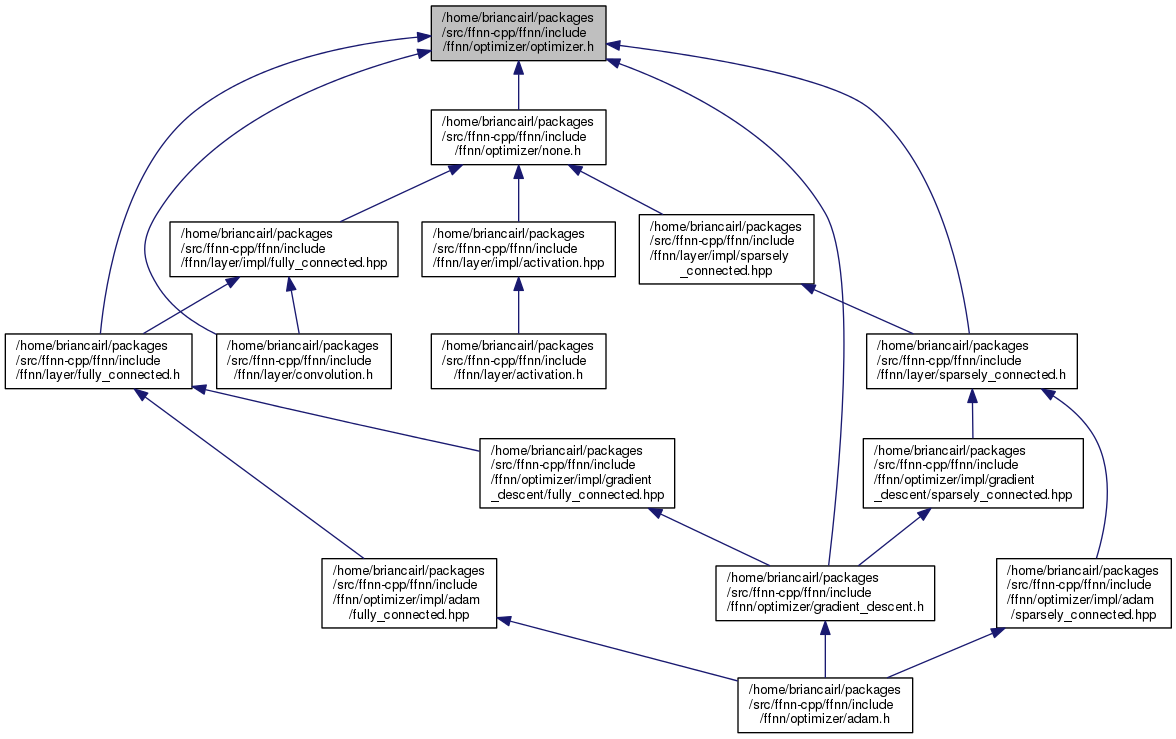 /home/briancairl/packages
/src/ffnn-cpp/ffnn/include
/ffnn/optimizer/optimizer.h
/home/briancairl/packages
/src/ffnn-cpp/ffnn/include
/ffnn/optimizer/none.h
/home/briancairl/packages
/src/ffnn-cpp/ffnn/include
/ffnn/layer/impl/fully_connected.hpp
/home/briancairl/packages
/src/ffnn-cpp/ffnn/include
/ffnn/layer/impl/activation.hpp
/home/briancairl/packages
/src/ffnn-cpp/ffnn/include
/ffnn/layer/impl/sparsely
_connected.hpp
/home/briancairl/packages
/src/ffnn-cpp/ffnn/include
/ffnn/layer/fully_connected.h
/home/briancairl/packages
/src/ffnn-cpp/ffnn/include
/ffnn/layer/convolution.h
/home/briancairl/packages
/src/ffnn-cpp/ffnn/include
/ffnn/layer/activation.h
/home/briancairl/packages
/src/ffnn-cpp/ffnn/include
/ffnn/layer/sparsely_connected.h
/home/briancairl/packages
/src/ffnn-cpp/ffnn/include
/ffnn/optimizer/impl/gradient
_descent/fully_connected.hpp
/home/briancairl/packages
/src/ffnn-cpp/ffnn/include
/ffnn/optimizer/impl/gradient
_descent/sparsely_connected.hpp
/home/briancairl/packages
/src/ffnn-cpp/ffnn/include
/ffnn/optimizer/impl/adam
/fully_connected.hpp
/home/briancairl/packages
/src/ffnn-cpp/ffnn/include
/ffnn/optimizer/gradient_descent.h
/home/briancairl/packages
/src/ffnn-cpp/ffnn/include
/ffnn/optimizer/impl/adam
/sparsely_connected.hpp
/home/briancairl/packages
/src/ffnn-cpp/ffnn/include
/ffnn/optimizer/adam.h